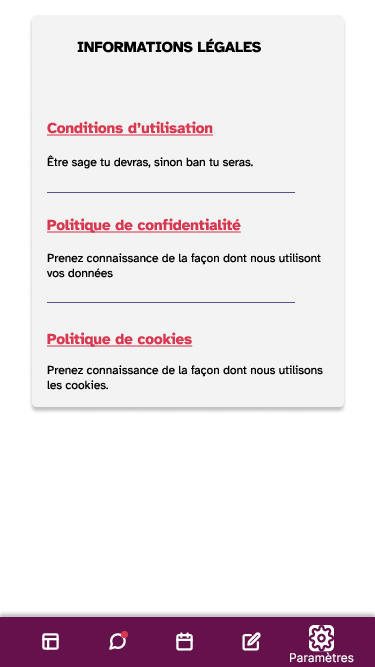 INFORMATIONS LÉGALES
Conditions d'utilisation
Être sage tu devras, sinon ban tu seras.
Politique de confidentialité
Prenez connaissance de la façon dont nous utilisont
vos données
Politique de cookies
Prenez connaissance de la façon dont nous utilisons
les cookies.
Paramètres